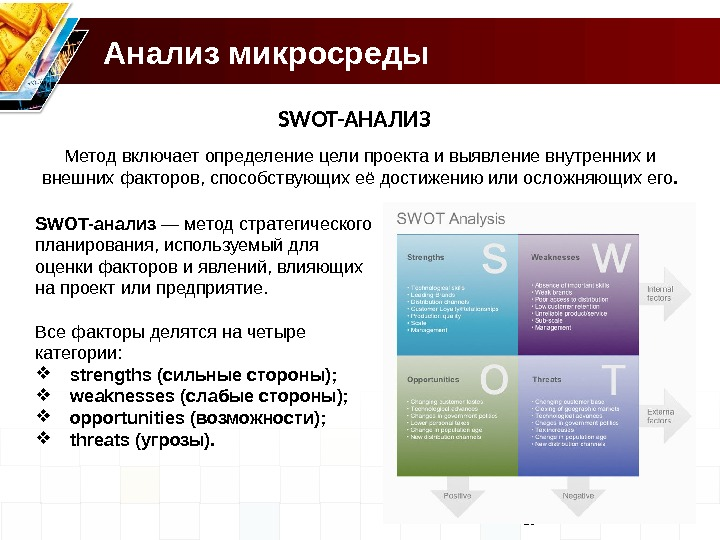 Анализ микросреды
SWOT-АНАЛИЗ
Метод включает определение цели проекта и выявление внутренних и
внешних факторов, способствующих её достижению или осложняющих его.
SWOT-анализ — метод стратегического
планирования, используемый для
оценки факторов и явлений, влияющих
на проект или предприятие.
Все факторы делятся на четыре
категории:
❖ strengths (сильные стороны);
❖ weaknesses (слабые стороны);
❖ opportunities (возможности);
❖ threats (угрозы).
SWOT Analysis
Strengths
S
• Technological skills
• Leading Brands
• Distribution channels
• Customer Loyalty/Relationships
• Production quality
• Scale
• Management
Weaknesses
W
• Absence of important skills
• Weak brands
• Poor access to distribution
• Low customer retention
• Unreliable product/service
• Sub-scale
• Management
Internal
factors
Opportunities
O
• Changing customer tastes
• Technological advances
• Changes in government politics
• Lower personal taxes
• Change in population age
• New distribution channels
Threats
T
• Changing customer base
• Closing of geographic markets
• Technological advances
• Changes in government politics
• Tax increases
• Change in population age
• New distribution channels
External
factors
Positive
Negative